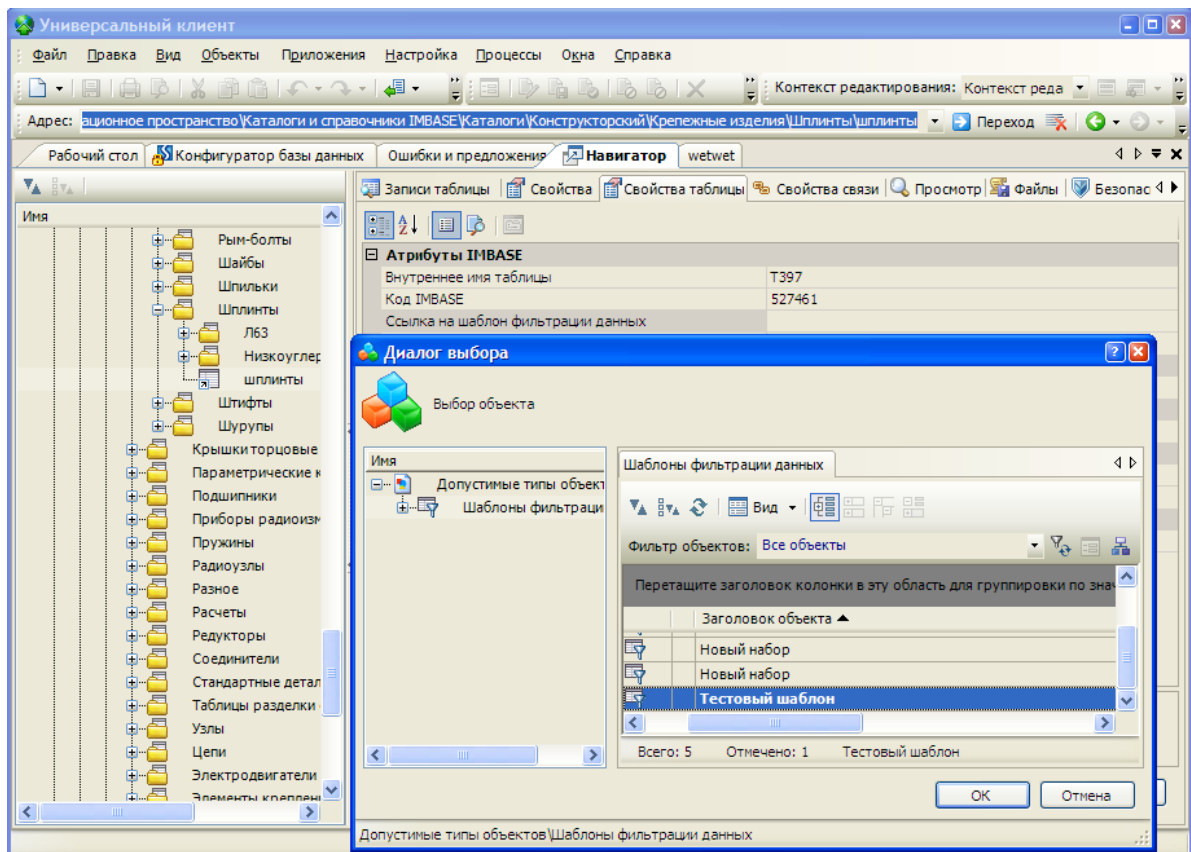 Универсальный клиент
Файл Правка Вид Объекты Приложения Настройка Процессы Окна Справка
Контекст редактирования: Контекст реда
Адрес: ационное пространство\Каталоги и справочники IMBASE\Каталоги\Конструкторский\Крепежные изделия\Шплинты\шплинты Переход
Рабочий стол Конфигуратор базы данных Ошибки и предложения Навигатор wetwet
Записи таблицы Свойства Свойства таблицы Свойства связи Просмотр Файлы Безопас
Имя
Рым-болты
Шайбы
Шпильки
Шплинты
Л63
Низкоуглер
шплинты
Штифты
Шурупы
Крышки торцовые
Параметрические к
Подшипники
Приборы радиоизм
Пружины
Радиоузлы
Разное
Расчеты
Редукторы
Соединители
Стандартные детал
Таблицы разделки
Узлы
Цепи
Электродвигатели
Элементы креплени
Атрибуты IMBASE
Внутреннее имя таблицы T397
Код IMBASE 527461
Ссылка на шаблон фильтрации данных
Диалог выбора
Выбор объекта
Имя
Допустимые типы объект
Шаблоны фильтраци
Шаблоны фильтрации данных
Вид
Фильтр объектов: Все объекты
Перетащите заголовок колонки в эту область для группировки по знач
Заголовок объекта
Новый набор
Новый набор
Тестовый шаблон
Всего: 5 Отмечено: 1 Тестовый шаблон
ОК Отмена
Допустимые типы объектов\Шаблоны фильтрации данных